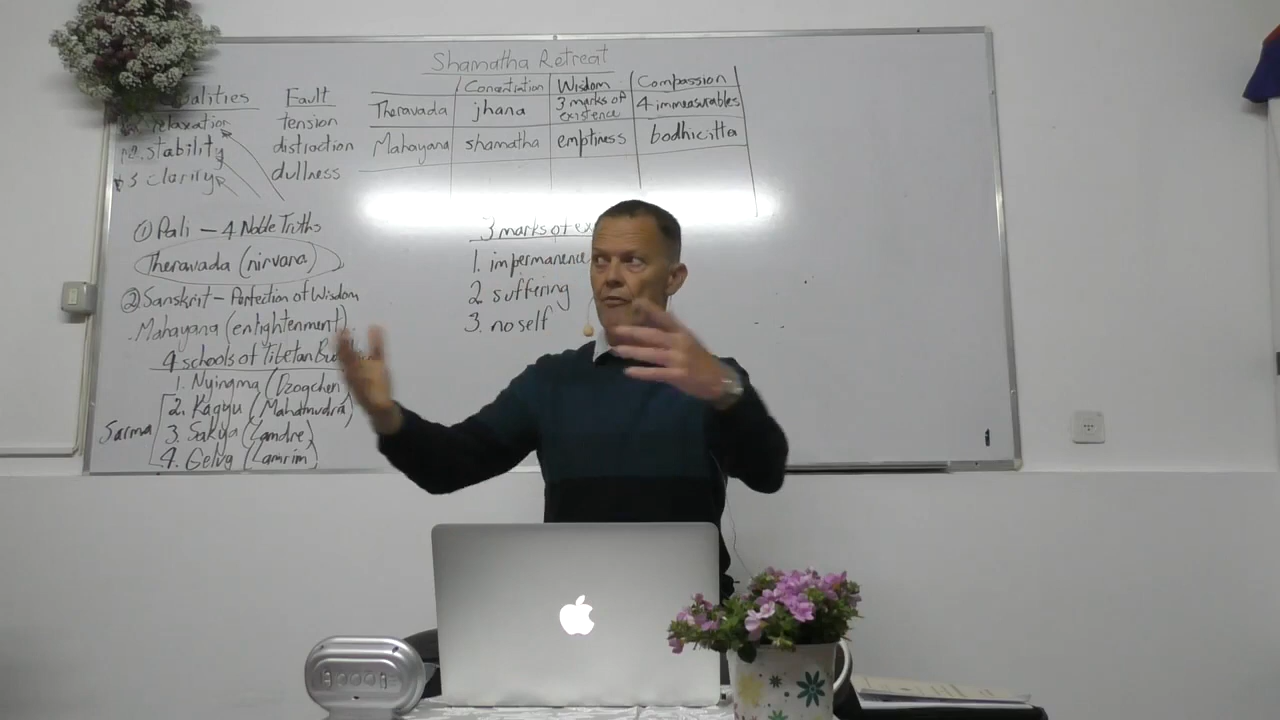 Shamatha Retreat
Qualities
1. relaxation
2. stability
3 clarity
Fault
tension
distraction
dullness
Concentration Wisdom Compassion
Theravada jhana 3 marks of existence 4 immeasurables
Mahayana shamatha emptiness bodhicitta
① Pali - 4 Noble Truths
Theravada (nirvana)
② Sanskrit - Perfection of Wisdom
Mahayana (enlightenment)
4 schools of Tibetan
1. Nyingma (Dzogchen
2. Kagyu (Mahamudra)
Sarma 3. Sakya (Lamdre)
4. Gelug (Lamrim)
3 marks of ex
1. impermanence
2 suffering
3. no self